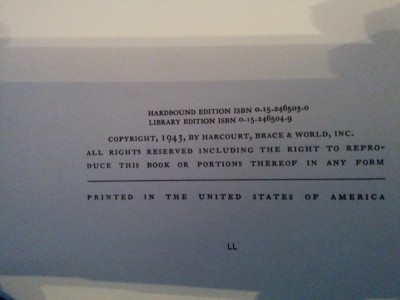 HARDBOUND EDITION ISBN 0-15-246503-0
LIBRARY EDITION ISBN 0-15-246504-9
COPYRIGHT, 1943, BY HARCOURT, BRACE & WORLD, INC.
ALL RIGHTS RESERVED INCLUDING THE RIGHT TO REPRO-
DUCE THIS BOOK OR PORTIONS THEREOF IN ANY FORM
PRINTED IN THE UNITED STATES OF AMERICA
LL